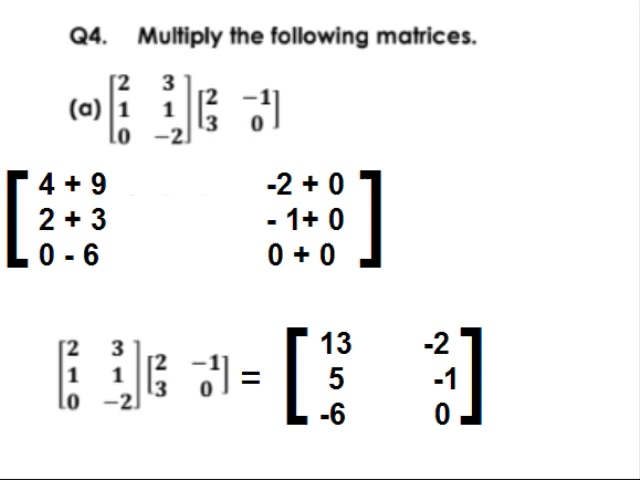 Q4. Multiply the following matrices.
(a) [2 3 [2 -1]
1 1 3 0]
0 -2]
[4 + 9 -2 + 0]
2 + 3 - 1+ 0
0 - 6 0 + 0
[2 3 [2 -1] = [13 -2]
1 1 3 0] 5 -1
0 -2] -6 0